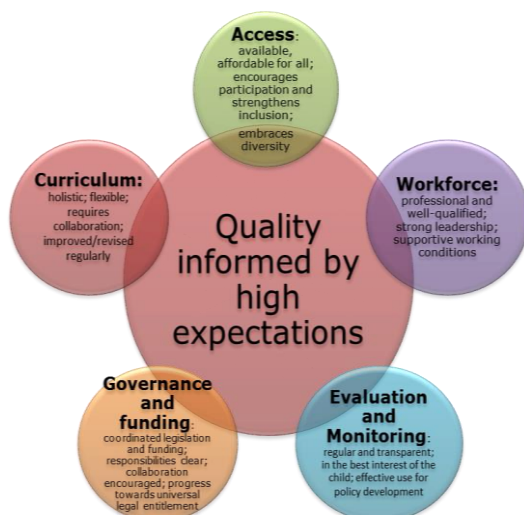 Access:
available,
affordable for all;
encourages
participation and
strengthens
inclusion;
embraces
diversity
Curriculum:
holistic; flexible;
requires
collaboration;
improved/revised
regularly
Workforce:
professional and
well-qualified;
strong leadership;
supportive working
conditions
Quality
informed by
high
expectations
Governance
and
funding:
coordinated legislation
and funding;
responsibilities clear;
collaboration
encouraged; progress
towards universal
legal entitlement
Evaluation
and
Monitoring:
regular and transparent;
in the best interest of the
child; effective use for
policy development